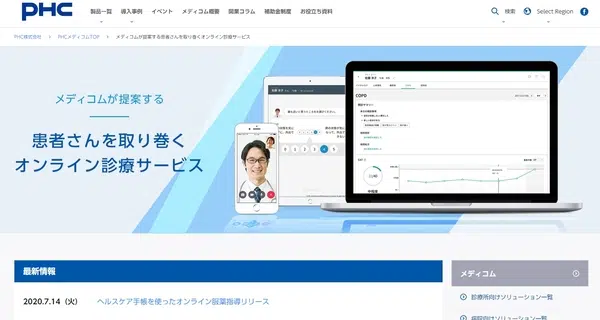 PHC
製品一覧 導入事例 イベント メディコム概要 開業コラム 補助金制度 お役立ち資料 検索 Select Region
PHC株式会社 PHCメディコムTOP メディコムが提案する患者さんを取り巻くオンライン診療サービス
メディコムが提案する
患者さんを取り巻く
オンライン診療サービス
COPD
最新情報
2020.7.14（火） ヘルスケア手帳を使ったオンライン服薬指導リリース
メディコム
診療所向けソリューション一覧
病院向けソリューション一覧